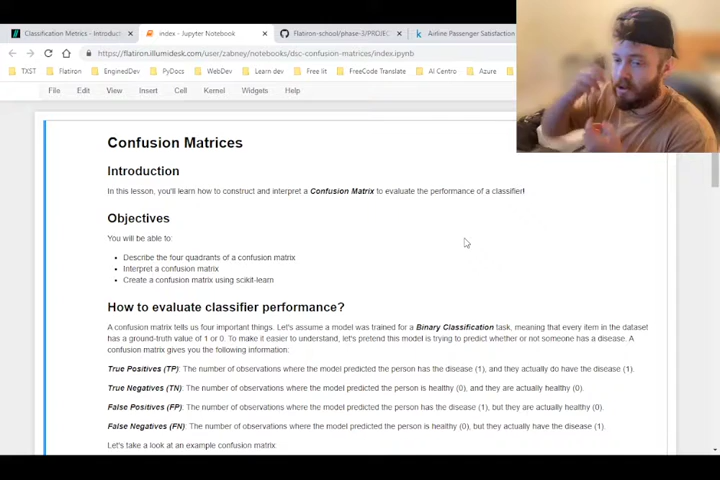 Classification Metrics - Introduct
index - Jupyter Notebook
Flatiron-school/phase-3/PROJEC
Airline Passenger Satisfaction
https://flatiron.illumidesk.com/user/zabney/notebooks/dsc-confusion-matrices/index.ipynb
TXST Flatiron EnginedDev PyDocs WebDev Learn dev Free lit FreeCode Translate AI Centro Azure
File Edit View Insert Cell Kernel Widgets Help
Confusion Matrices
Introduction
In this lesson, you'll learn how to construct and interpret a Confusion Matrix to evaluate the performance of a classifier!
Objectives
You will be able to:
• Describe the four quadrants of a confusion matrix
• Interpret a confusion matrix
• Create a confusion matrix using scikit-learn
How to evaluate classifier performance?
A confusion matrix tells us four important things. Let's assume a model was trained for a Binary Classification task, meaning that every item in the dataset
has a ground-truth value of 1 or 0. To make it easier to understand, let's pretend this model is trying to predict whether or not someone has a disease. A
confusion matrix gives you the following information:
True Positives (TP): The number of observations where the model predicted the person has the disease (1), and they actually do have the disease (1).
True Negatives (TN): The number of observations where the model predicted the person is healthy (0), and they are actually healthy (0).
False Positives (FP): The number of observations where the model predicted the person has the disease (1), but they are actually healthy (0).
False Negatives (FN): The number of observations where the model predicted the person is healthy (0), but they actually have the disease (1).
Let's take a look at an example confusion matrix: